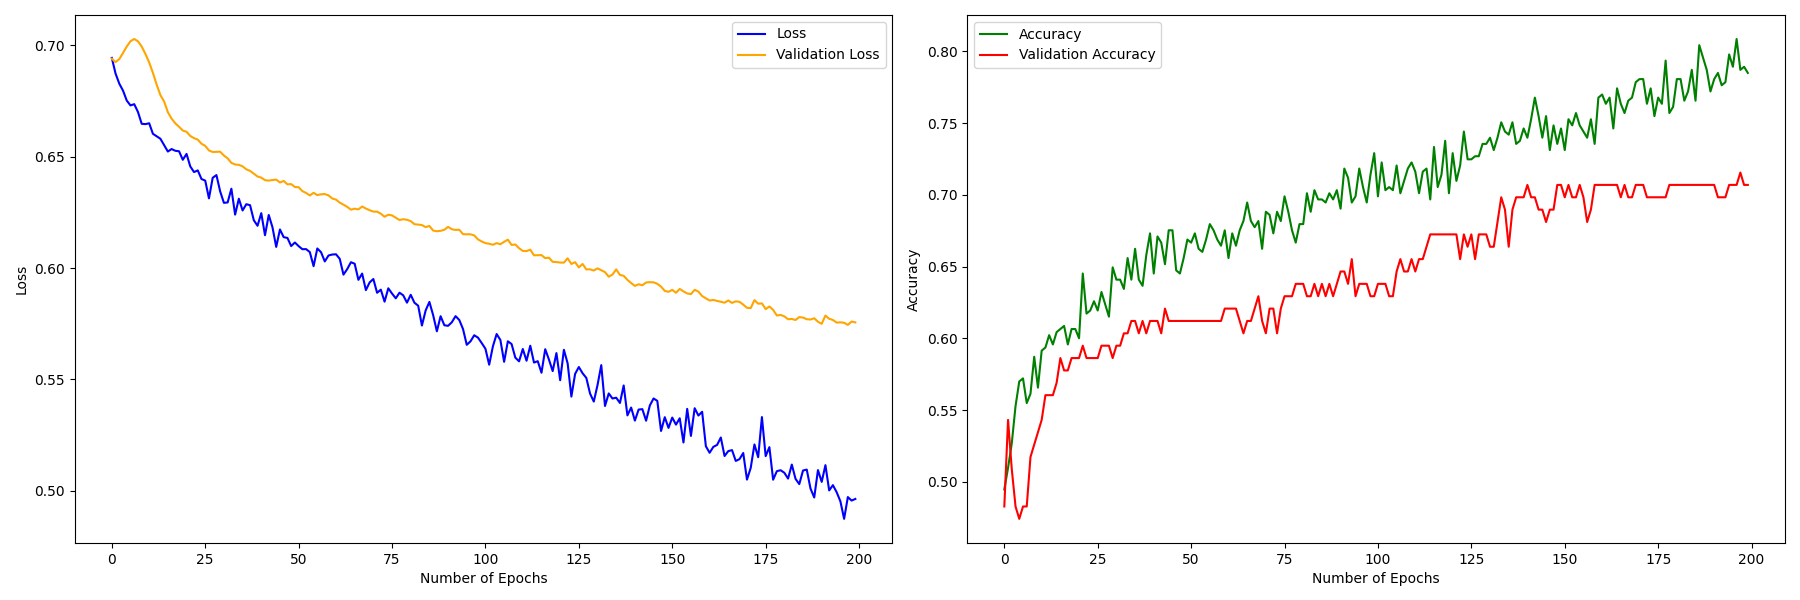 Loss
Validation Loss
0.70
0.65
0.60
0.55
0.50
Loss
0 25 50 75 100 125 150 175 200
Number of Epochs
Accuracy
Validation Accuracy
0.80
0.75
0.70
0.65
0.60
0.55
0.50
Accuracy
0 25 50 75 100 125 150 175 200
Number of Epochs